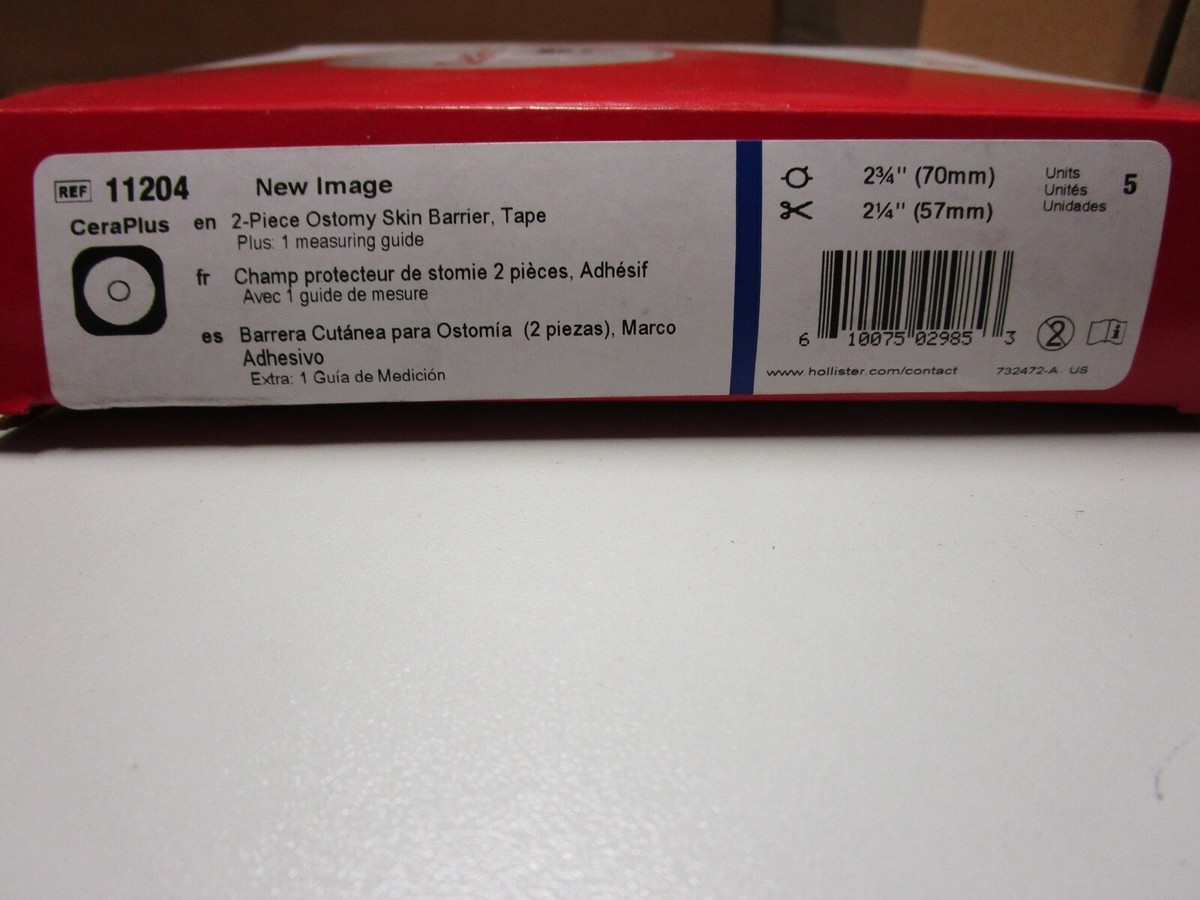 REF 11204 New Image
CeraPlus
en 2-Piece Ostomy Skin Barrier, Tape
Plus: 1 measuring guide
fr Champ protecteur de stomie 2 pièces, Adhésif
Avec 1 guide de mesure
es Barrera Cutánea para Ostomía (2 piezas), Marco
Adhesivo
Extra: 1 Guía de Medición
2¾" (70mm)
2¼" (57mm)
Units
Unités
Unidades
5
6 10075 02985 3
2
i
www.hollister.com/contact 732472-A US